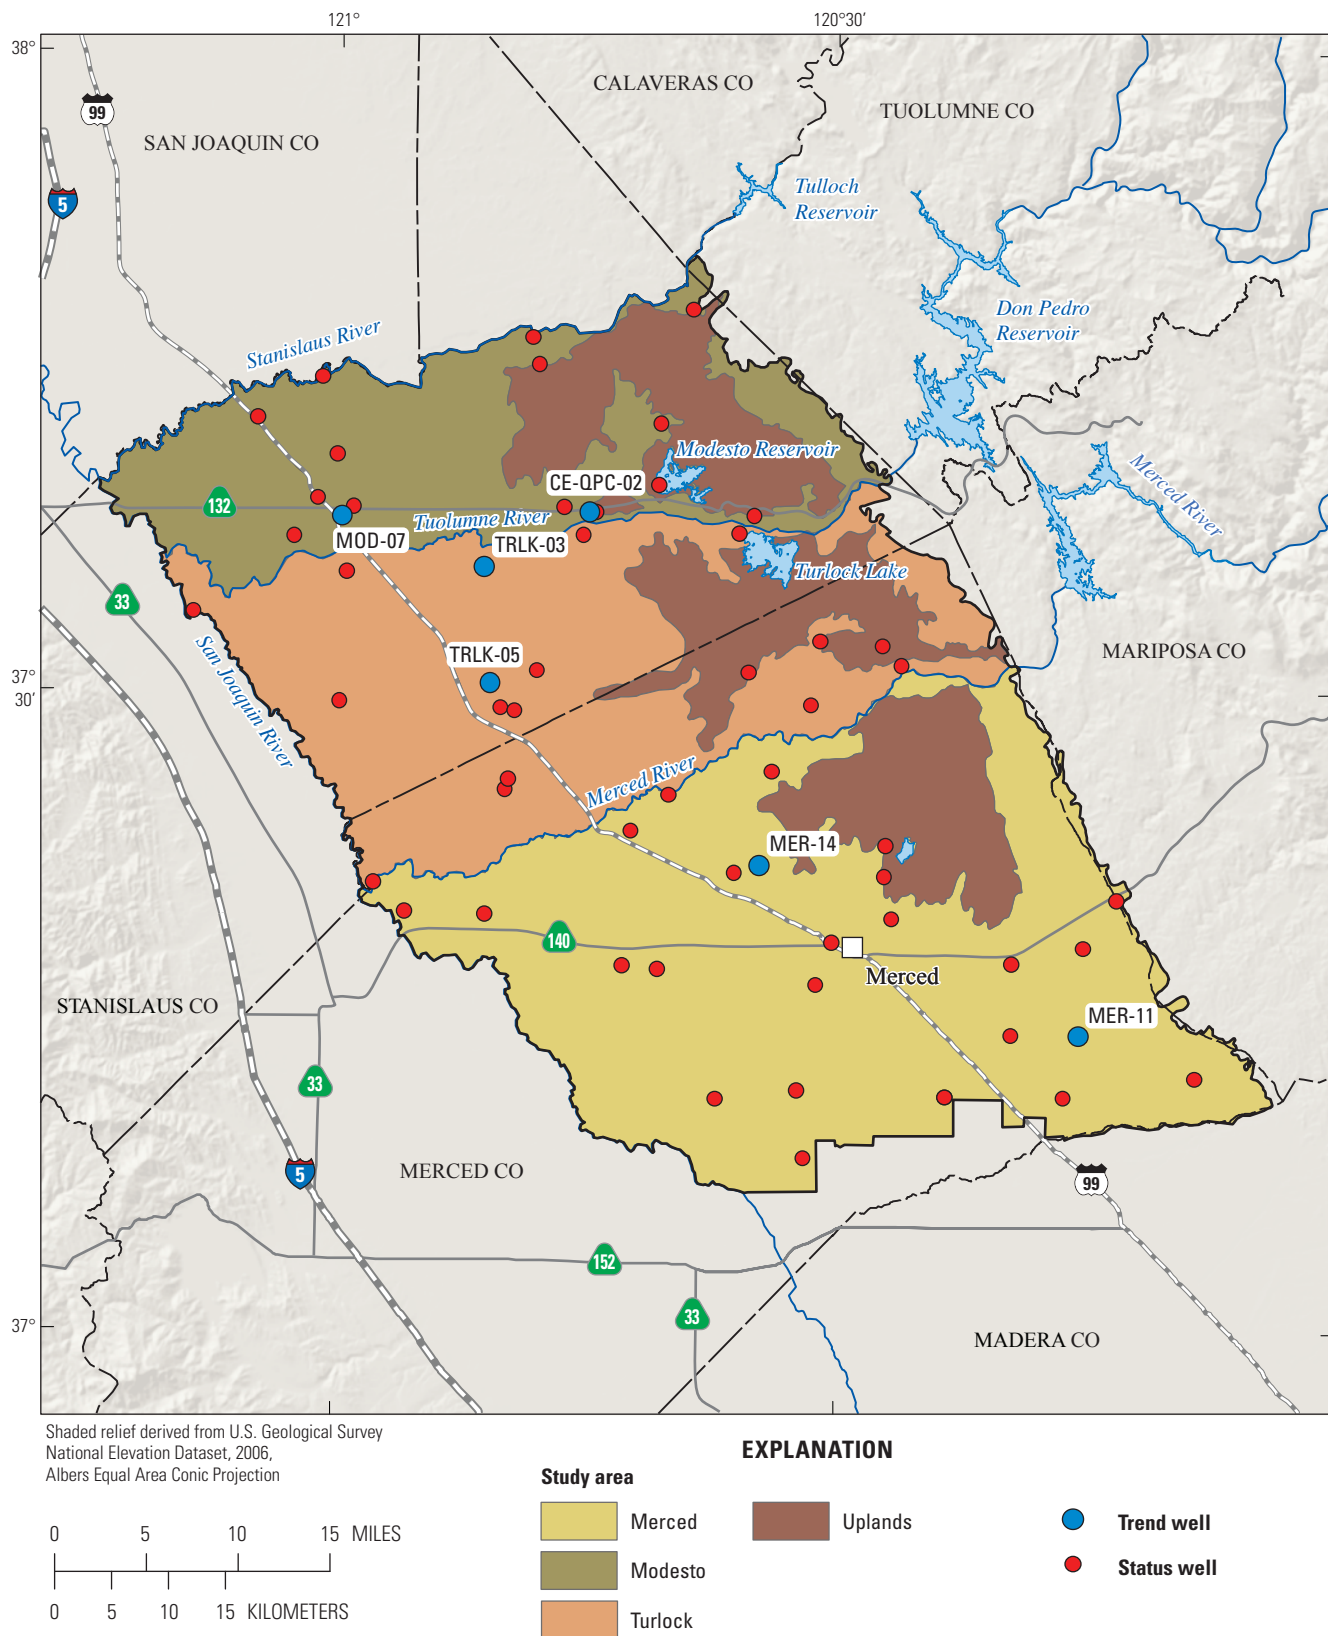 121°
120°30'
38°
CALAVERAS CO
TUOLUMNE CO
99
SAN JOAQUIN CO
5
Tulloch
Reservoir
Don Pedro
Reservoir
Stanislaus River
Modesto Reservoir
Merced River
CE-QPC-02
132
Tuolumne River
MOD-07
TRLK-03
Turlock Lake
33
San Joaquin River
TRLK-05
MARIPOSA CO
37°
30'
Merced River
MER-14
140
Merced
STANISLAUS CO
MER-11
33
MERCED CO
5
99
152
33
37°
MADERA CO
Shaded relief derived from U.S. Geological Survey
National Elevation Dataset, 2006,
Albers Equal Area Conic Projection
EXPLANATION
Study area
Merced
Modesto
Turlock
Uplands
Trend well
Status well
0 5 10 15 MILES
0 5 10 15 KILOMETERS